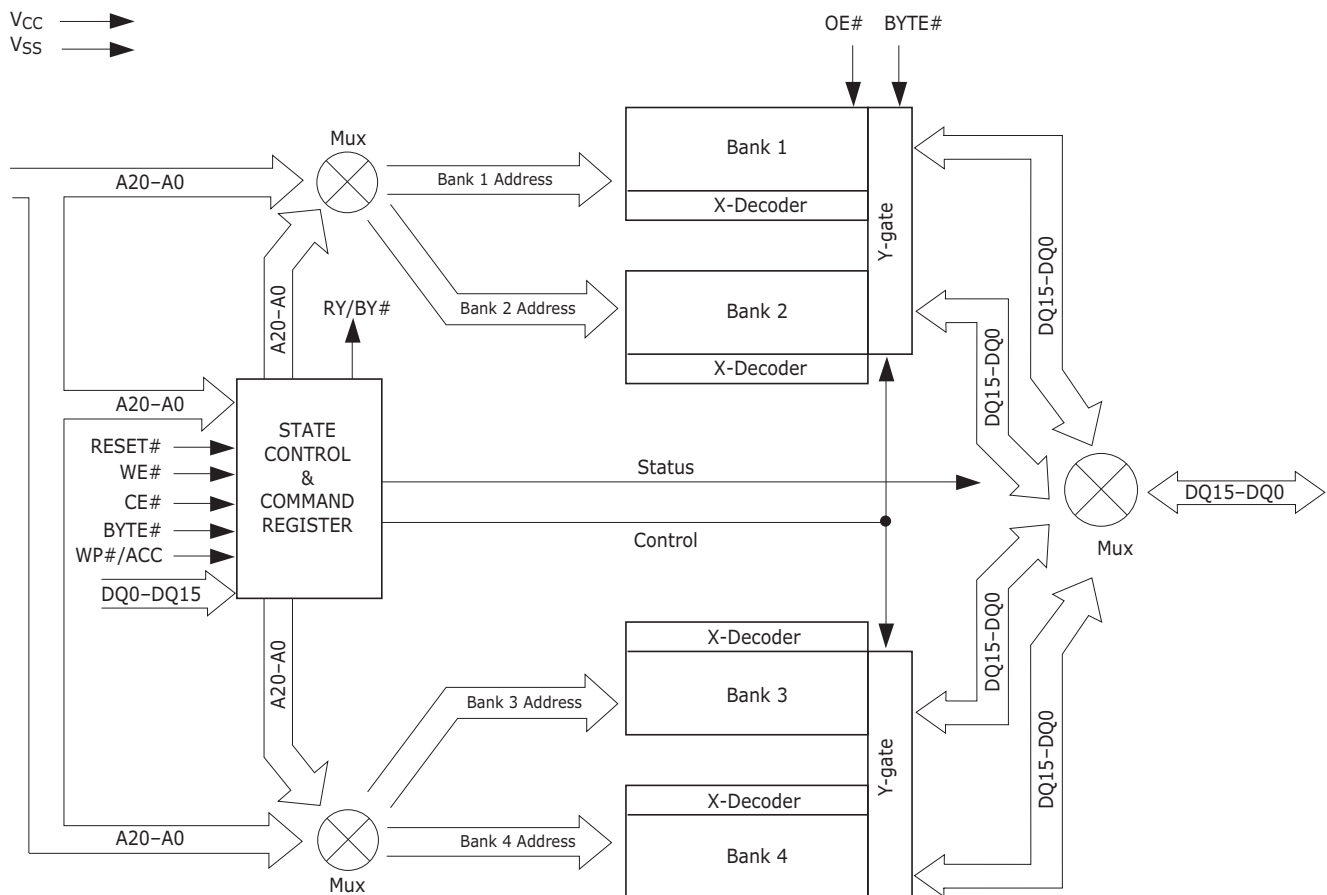 VCC
VSS
OE# BYTE#
Mux
A20–A0
Bank 1 Address
Bank 1
X-Decoder
Y-gate
DQ15–DQ0
A20–A0
RY/BY#
Bank 2 Address
Bank 2
X-Decoder
DQ15–DQ0
A20–A0
RESET#
WE#
CE#
BYTE#
WP#/ACC
DQ0–DQ15
STATE
CONTROL
&
COMMAND
REGISTER
Status
Control
DQ15–DQ0
Mux
A20–A0
X-Decoder
Bank 3 Address
Bank 3
Y-gate
DQ15–DQ0
DQ15–DQ0
X-Decoder
A20–A0
Bank 4 Address
Bank 4
Mux